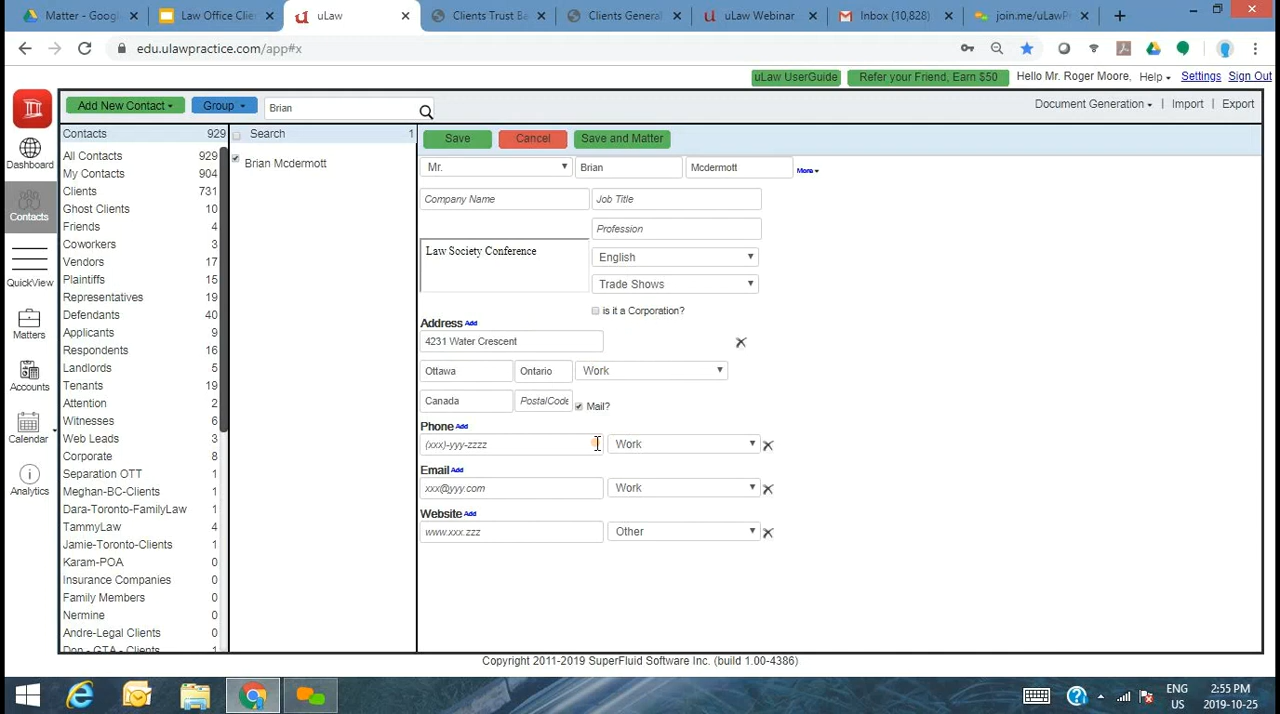 Matter - Google
Law Office Clien
uLaw
Clients Trust Be
Clients General
uLaw Webinar
Inbox (10,828)
join.me/uLawP
edu.ulawpractice.com/app#x
uLaw UserGuide
Refer your Friend, Earn $50
Hello Mr. Roger Moore,
Help
Settings
Sign Out
Add New Contact
Group
Brian
Document Generation
Import
Export
Dashboard
Contacts
QuickView
Matters
Accounts
Calendar
Analytics
Contacts 929
All Contacts 929
My Contacts 904
Clients 731
Ghost Clients 10
Friends 4
Coworkers 3
Vendors 17
Plaintiffs 15
Representatives 19
Defendants 40
Applicants 9
Respondents 16
Landlords 5
Tenants 19
Attention 2
Witnesses 6
Web Leads 3
Corporate 8
Separation OTT 1
Meghan-BC-Clients 1
Dara-Toronto-FamilyLaw 1
TammyLaw 4
Jamie-Toronto-Clients 1
Karam-POA 0
Insurance Companies 0
Family Members 0
Nermine 0
Andre-Legal Clients 0
Don - GTA - Clients
Search 1
Brian Mcdermott
Save
Cancel
Save and Matter
Mr.
Brian
Mcdermott
More
Company Name
Job Title
Profession
Law Society Conference
English
Trade Shows
is it a Corporation?
Address Add
4231 Water Crescent
Ottawa
Ontario
Work
Canada
PostalCode
Mail?
Phone Add
(xxx)-yyy-zzzz
Work
Email Add
xxx@yyy.com
Work
Website Add
www.xxx.zzz
Other
Copyright 2011-2019 SuperFluid Software Inc. (build 1.00-4386)
ENG
US
2:55 PM
2019-10-25